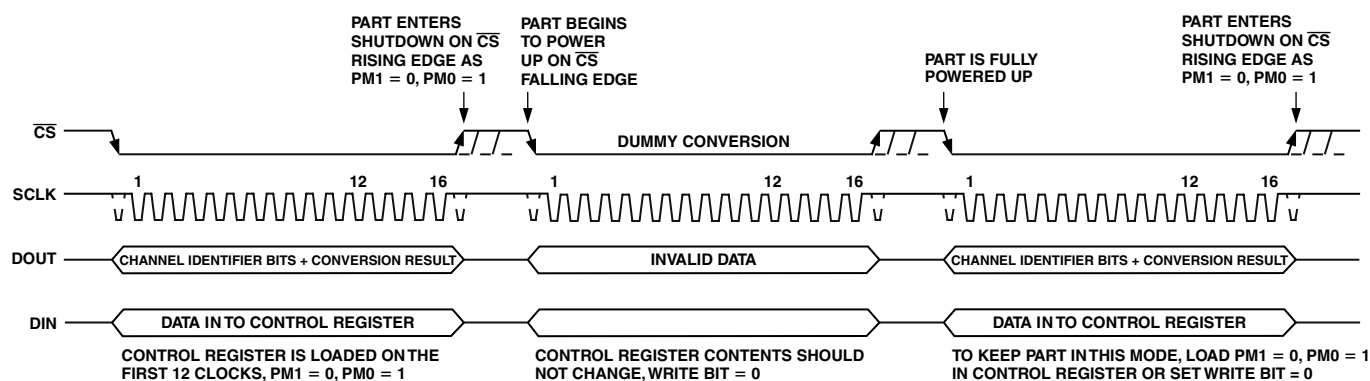 PART ENTERS
SHUTDOWN ON CS
RISING EDGE AS
PM1 = 0, PM0 = 1
PART BEGINS
TO POWER
UP ON CS
FALLING EDGE
PART IS FULLY
POWERED UP
PART ENTERS
SHUTDOWN ON CS
RISING EDGE AS
PM1 = 0, PM0 = 1
CS
DUMMY CONVERSION
SCLK
1 12 16 1 12 16 1 12 16
DOUT
CHANNEL IDENTIFIER BITS + CONVERSION RESULT
INVALID DATA
CHANNEL IDENTIFIER BITS + CONVERSION RESULT
DIN
DATA IN TO CONTROL REGISTER
DATA IN TO CONTROL REGISTER
CONTROL REGISTER IS LOADED ON THE
FIRST 12 CLOCKS, PM1 = 0, PM0 = 1
CONTROL REGISTER CONTENTS SHOULD
NOT CHANGE, WRITE BIT = 0
TO KEEP PART IN THIS MODE, LOAD PM1 = 0, PM0 = 1
IN CONTROL REGISTER OR SET WRITE BIT = 0